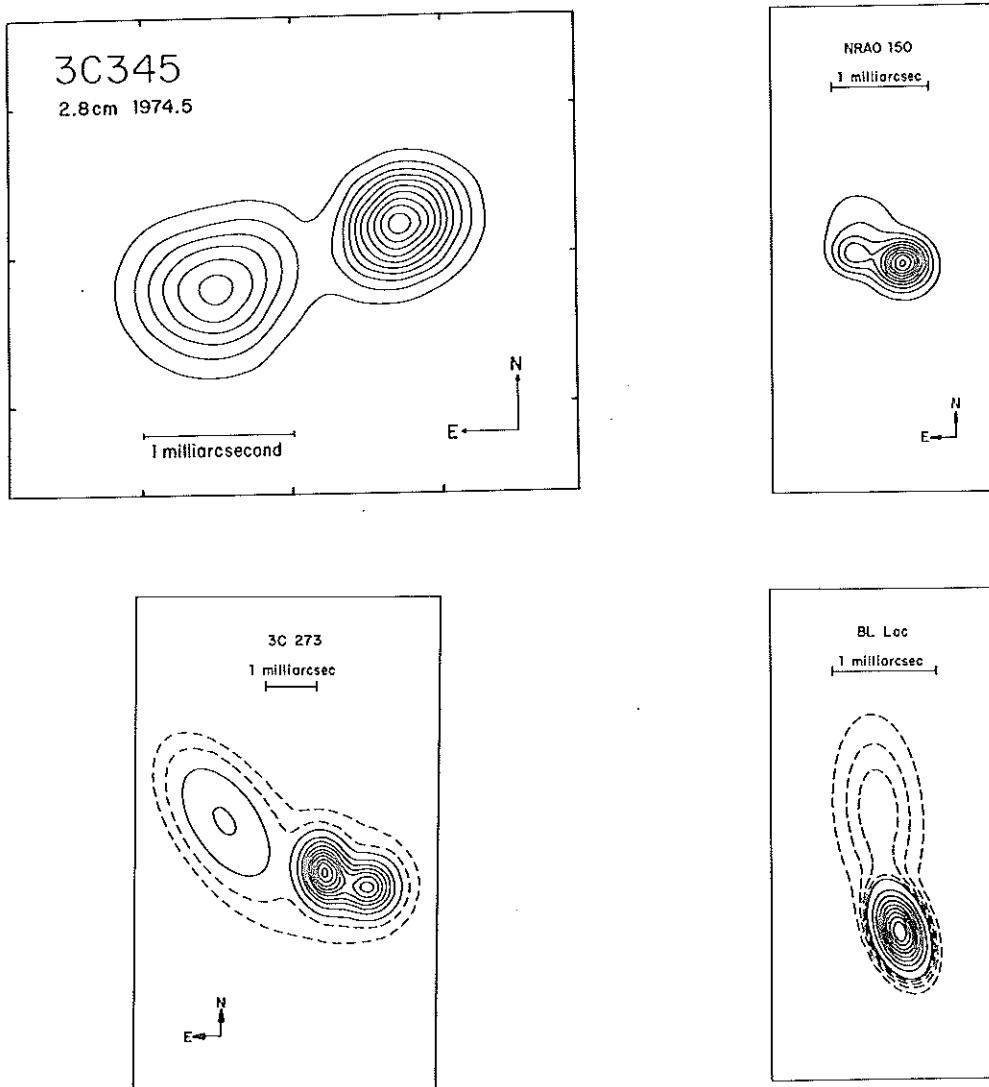 3C345
2.8cm 1974.5
N
E
1 milliarcsecond
NRAO 150
1 milliarcsec
N
E
3C 273
1 milliarcsec
N
E
BL Lac
1 milliarcsec